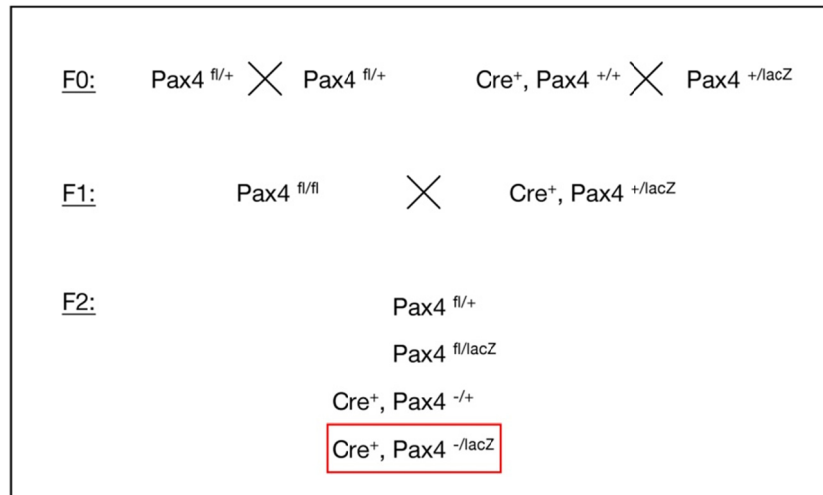 F0: Pax4 fl/+ Pax4 fl/+ Cre+, Pax4 +/+ Pax4 +/lacZ
F1: Pax4 fl/fl Cre+, Pax4 +/lacZ
F2:
Pax4 fl/+
Pax4 fl/lacZ
Cre+, Pax4 -/+
Cre+, Pax4 -/lacZ